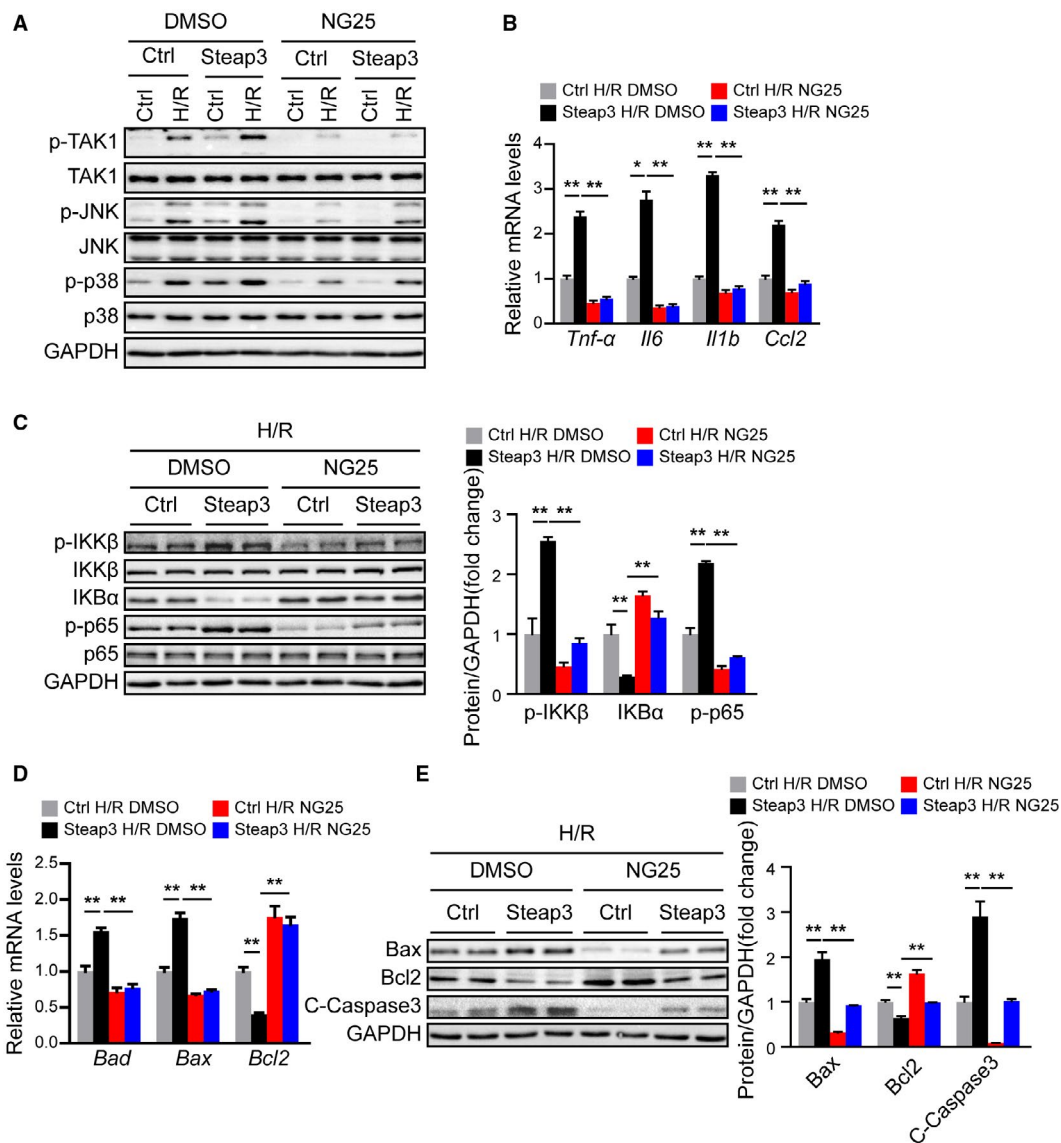 A
DMSO NG25
Ctrl Steap3 Ctrl Steap3
Ctrl H/R Ctrl H/R Ctrl H/R Ctrl H/R
p-TAK1
TAK1
p-JNK
JNK
p-p38
p38
GAPDH
B
Ctrl H/R DMSO Ctrl H/R NG25
Steap3 H/R DMSO Steap3 H/R NG25
Relative mRNA levels
4
3
2
1
0
** ** * ** ** ** ** **
Tnf-α Il6 Il1b Ccl2
C
H/R
DMSO NG25
Ctrl Steap3 Ctrl Steap3
p-IKKβ
IKKβ
IKBα
p-p65
p65
GAPDH
Ctrl H/R DMSO Ctrl H/R NG25
Steap3 H/R DMSO Steap3 H/R NG25
Protein/GAPDH(fold change)
3
2
1
0
** ** ** ** ** **
p-IKKβ IKBα p-p65
D
Ctrl H/R DMSO Ctrl H/R NG25
Steap3 H/R DMSO Steap3 H/R NG25
Relative mRNA levels
2.5
2.0
1.5
1.0
0.5
0.0
** ** ** ** ** **
Bad Bax Bcl2
E
H/R
DMSO NG25
Ctrl Steap3 Ctrl Steap3
Bax
Bcl2
C-Caspase3
GAPDH
Ctrl H/R DMSO Ctrl H/R NG25
Steap3 H/R DMSO Steap3 H/R NG25
Protein/GAPDH(fold change)
4
3
2
1
0
** ** ** ** ** **
Bax Bcl2 C-Caspase3